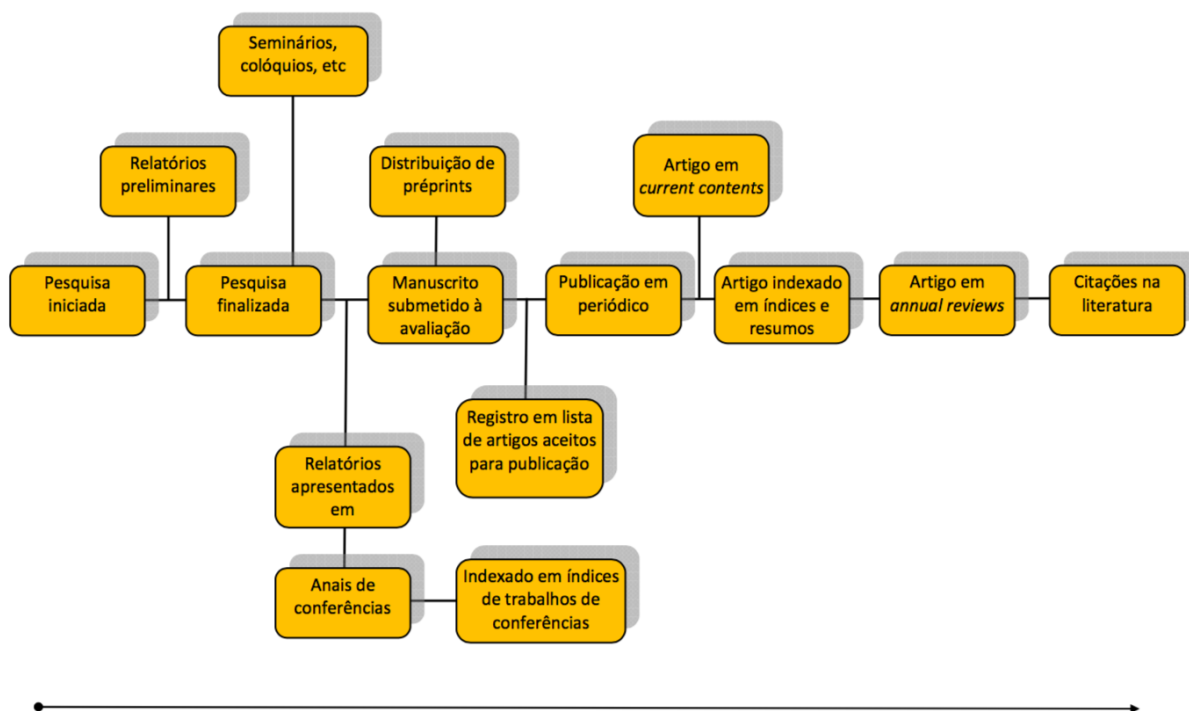 Seminários,
colóquios, etc
Relatórios
preliminares
Distribuição de
préprints
Artigo em
current contents
Pesquisa
iniciada
Pesquisa
finalizada
Manuscrito
submetido à
avaliação
Publicação em
periódico
Artigo indexado
em índices e
resumos
Artigo em
annual reviews
Citações na
literatura
Registro em lista
de artigos aceitos
para publicação
Relatórios
apresentados
em
Anais de
conferências
Indexado em índices
de trabalhos de
conferências